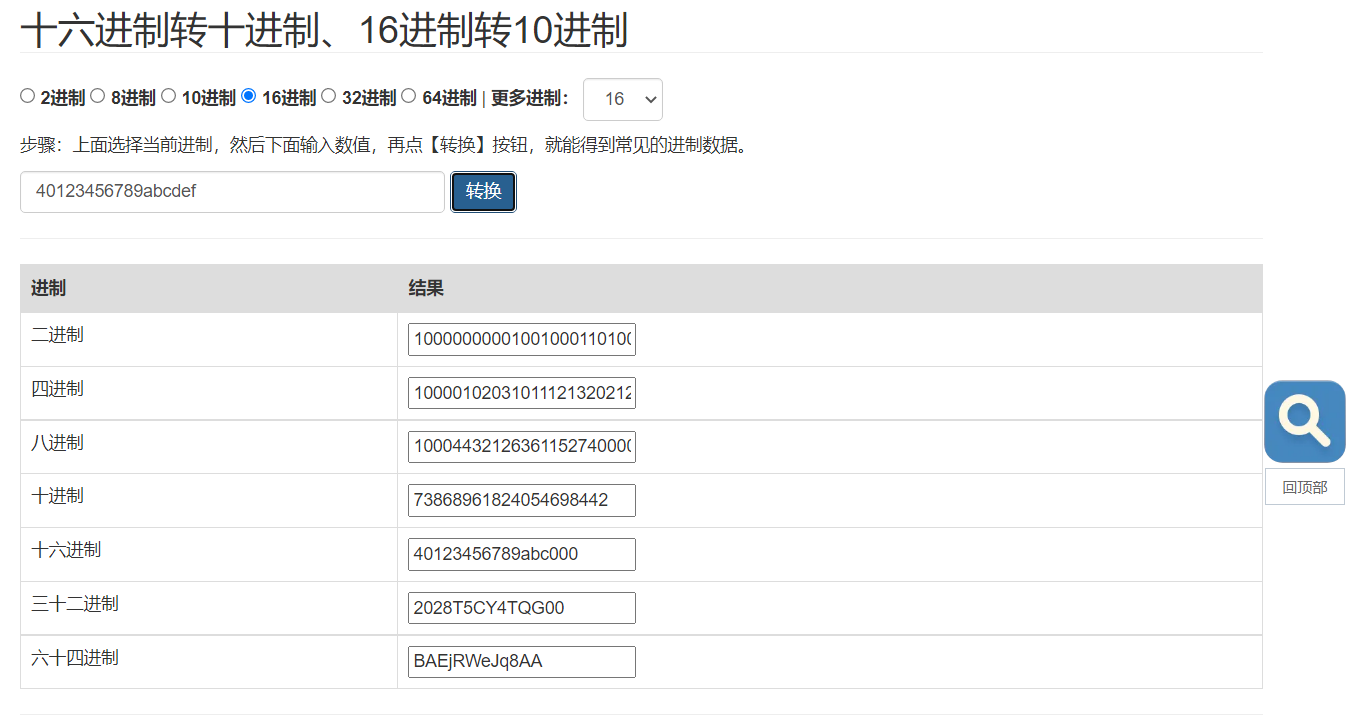 十六进制转十进制、16进制转10进制
2进制 8进制 10进制 16进制 32进制 64进制 | 更多进制： 16
步骤：上面选择当前进制，然后下面输入数值，再点【转换】按钮，就能得到常见的进制数据。
40123456789abcdef 转换
进制 结果
二进制 1000000000100100011010
四进制 1000010203101112132021​2
八进制 1000443212636115274000
十进制 73868961824054698442
十六进制 40123456789abc000
三十二进制 2028T5CY4TQG00
六十四进制 BAEjRWeJq8AA
回顶部